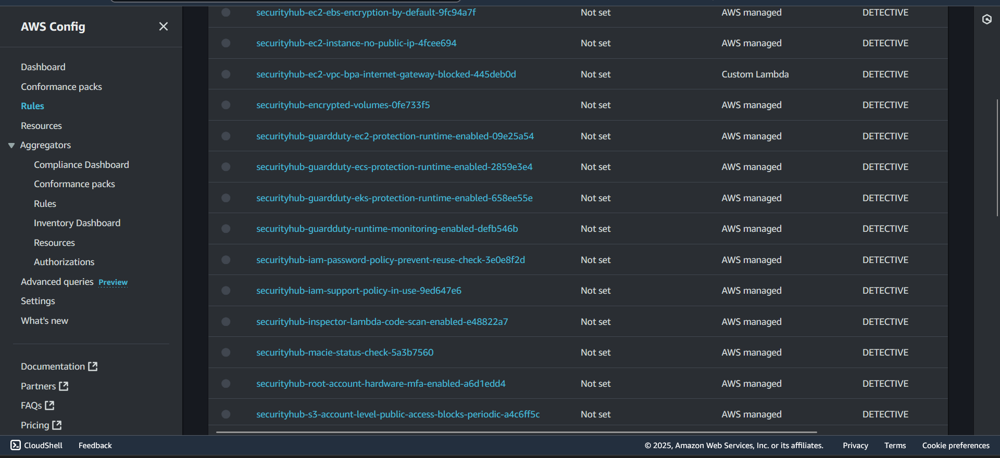 AWS Config
Dashboard
Conformance packs
Rules
Resources
Aggregators
Compliance Dashboard
Conformance packs
Rules
Inventory Dashboard
Resources
Authorizations
Advanced queries Preview
Settings
What's new
Documentation
Partners
FAQs
Pricing
securityhub-ec2-ebs-encryption-by-default-9fc94a7f Not set AWS managed DETECTIVE
securityhub-ec2-instance-no-public-ip-4fcee694 Not set AWS managed DETECTIVE
securityhub-ec2-vpc-bpa-internet-gateway-blocked-445deb0d Not set Custom Lambda DETECTIVE
securityhub-encrypted-volumes-0fe733f5 Not set AWS managed DETECTIVE
securityhub-guardduty-ec2-protection-runtime-enabled-09e25a54 Not set AWS managed DETECTIVE
securityhub-guardduty-ecs-protection-runtime-enabled-2859e3e4 Not set AWS managed DETECTIVE
securityhub-guardduty-eks-protection-runtime-enabled-658ee55e Not set AWS managed DETECTIVE
securityhub-guardduty-runtime-monitoring-enabled-defb546b Not set AWS managed DETECTIVE
securityhub-iam-password-policy-prevent-reuse-check-3e0e8f2d Not set AWS managed DETECTIVE
securityhub-iam-support-policy-in-use-9ed647e6 Not set AWS managed DETECTIVE
securityhub-inspector-lambda-code-scan-enabled-e48822a7 Not set AWS managed DETECTIVE
securityhub-macie-status-check-5a3b7560 Not set AWS managed DETECTIVE
securityhub-root-account-hardware-mfa-enabled-a6d1edd4 Not set AWS managed DETECTIVE
securityhub-s3-account-level-public-access-blocks-periodic-a4c6ff5c Not set AWS managed DETECTIVE
CloudShell Feedback © 2025, Amazon Web Services, Inc. or its affiliates. Privacy Terms Cookie preferences